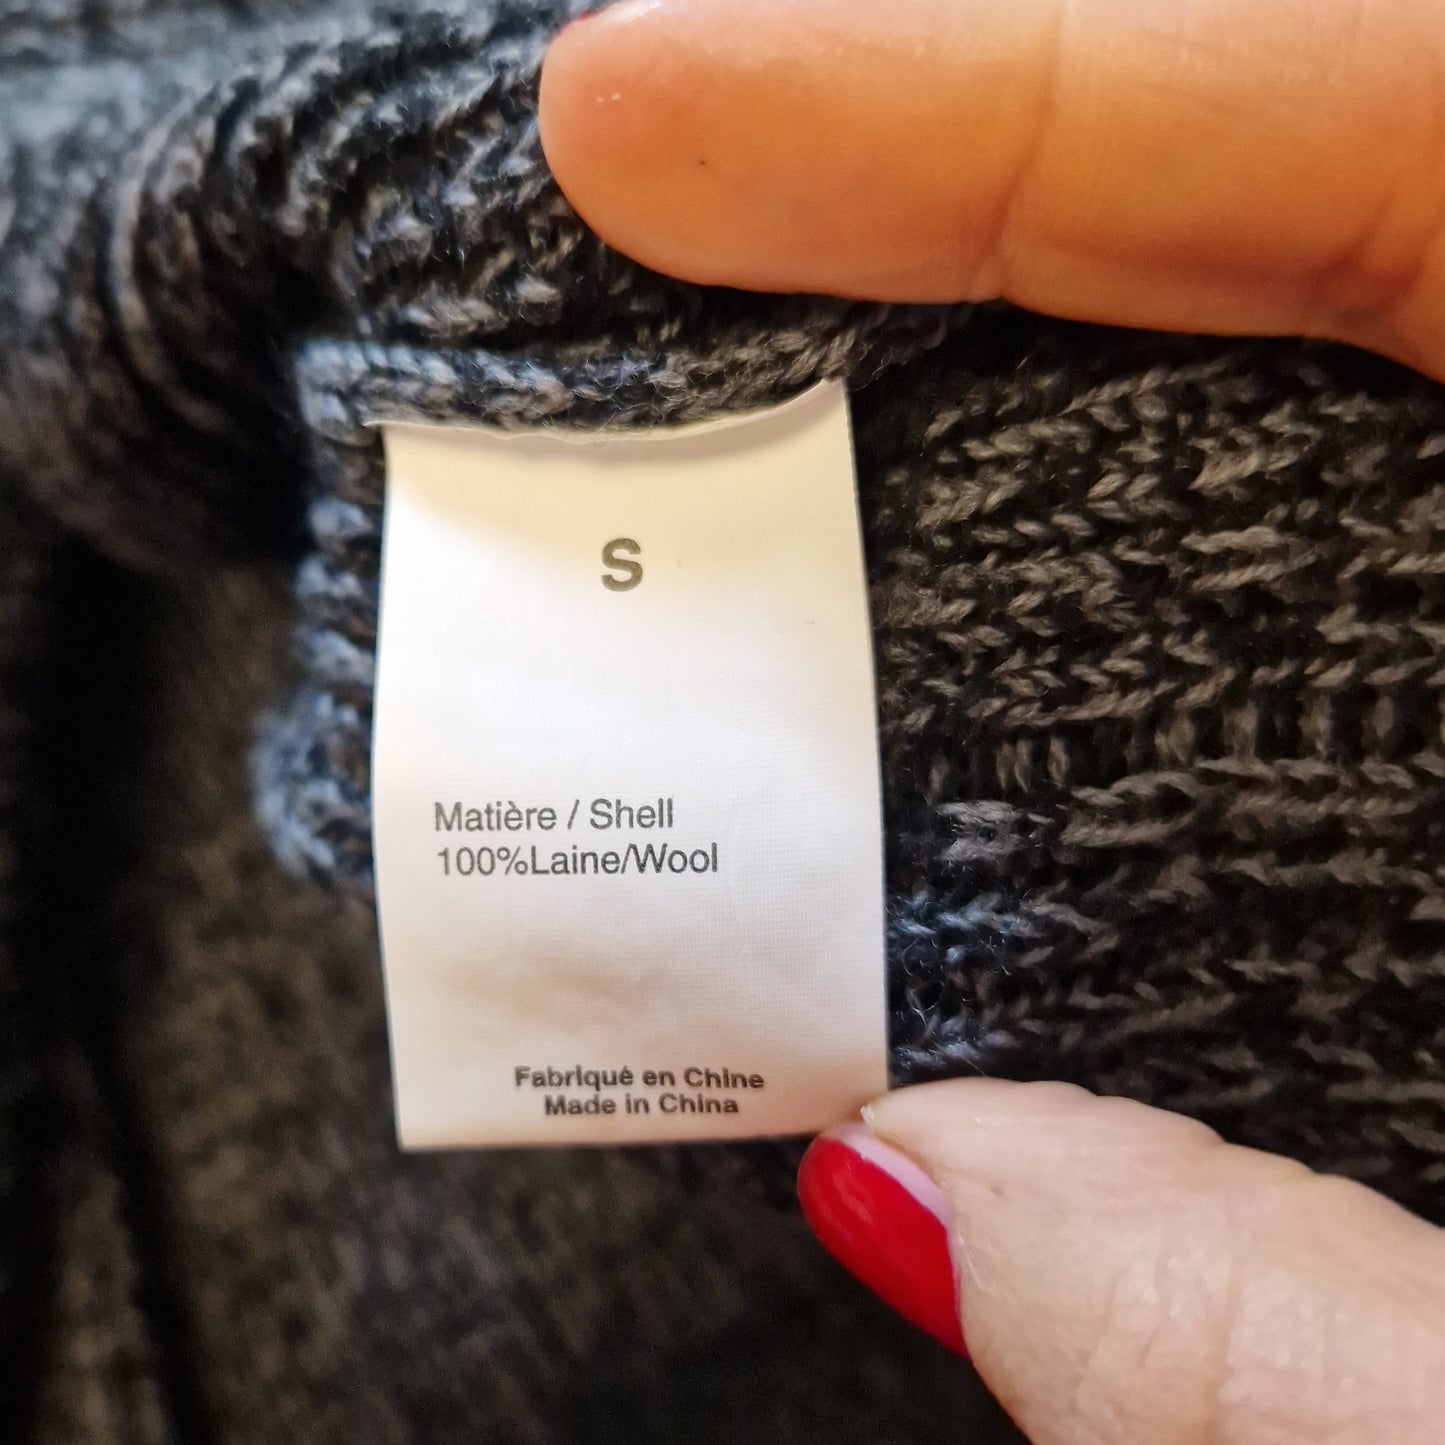 S
Matière / Shell
100%Laine/Wool
Fabriqué en Chine
Made in China